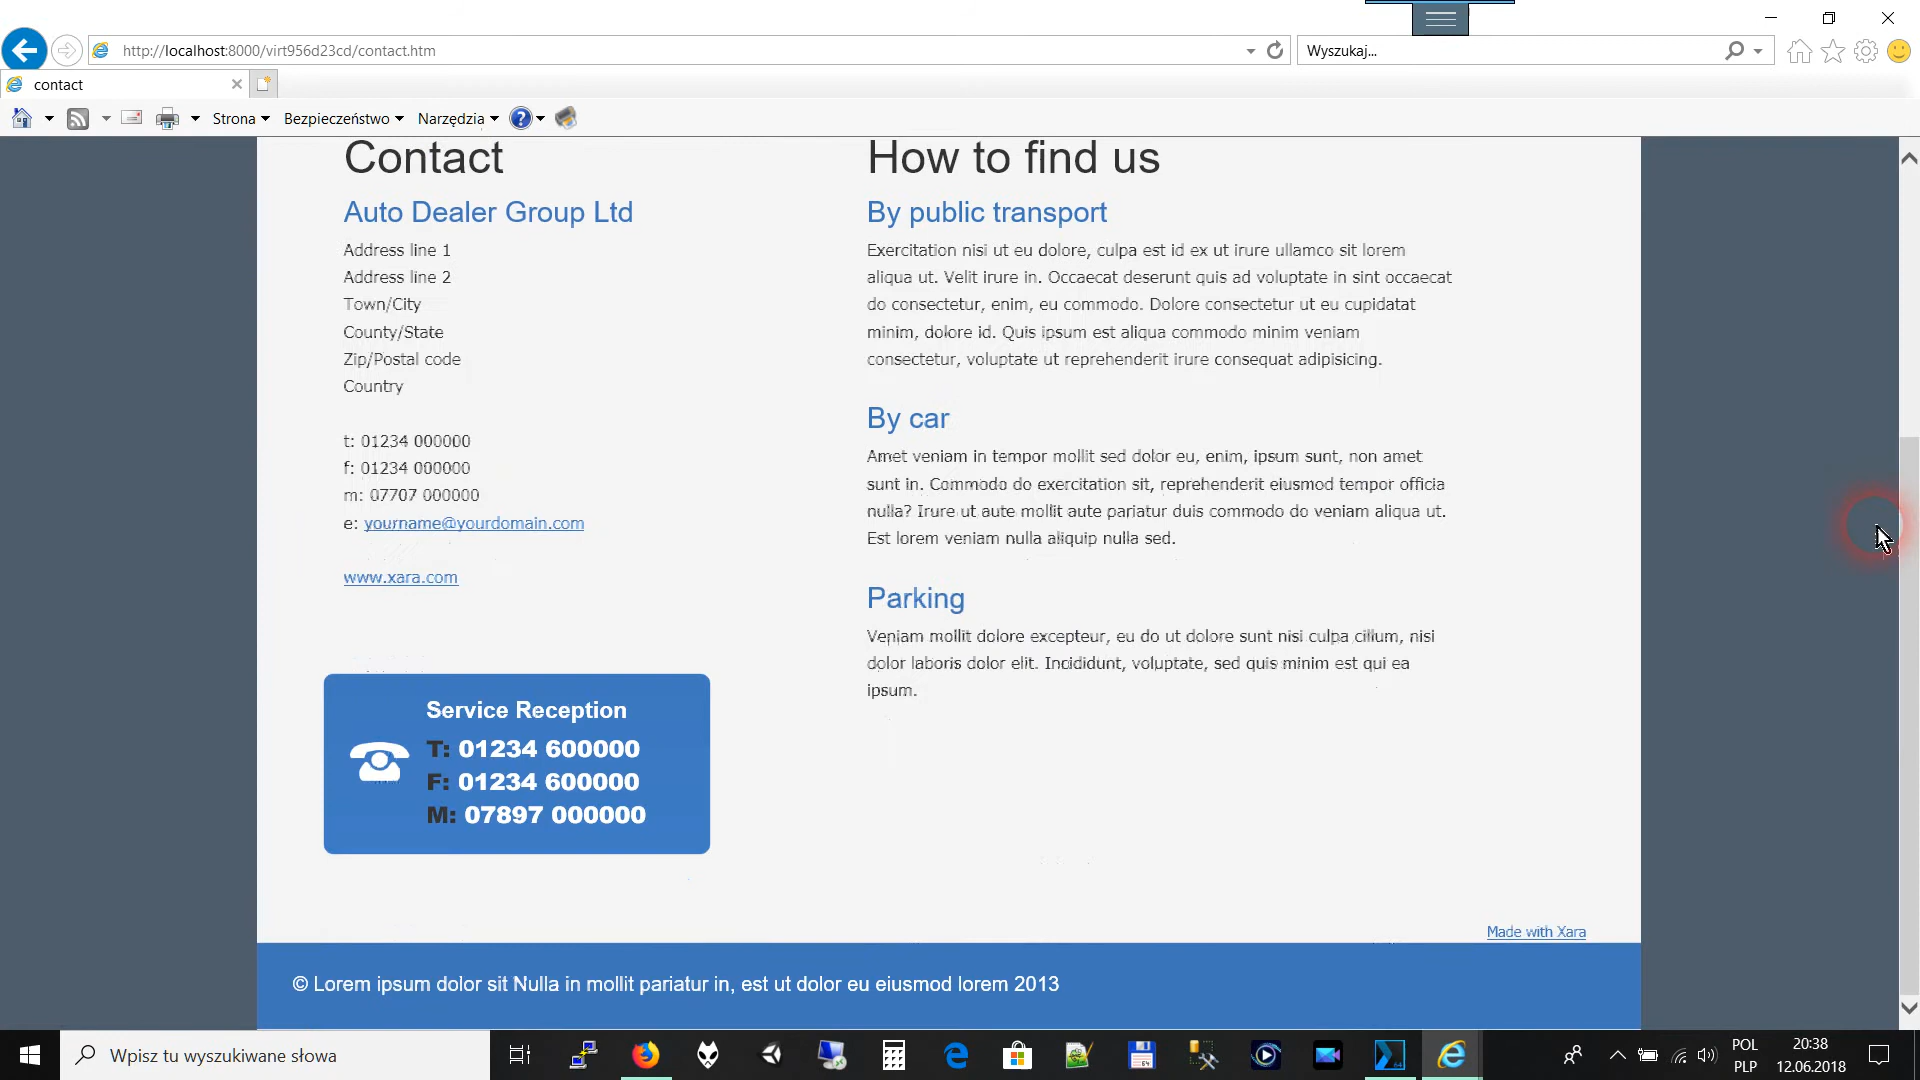 http://localhost:8000/virt956d23cd/contact.htm
Wyszukaj...
contact
Strona
Bezpieczeństwo
Narzędzia
Contact
Auto Dealer Group Ltd
Address line 1
Address line 2
Town/City
County/State
Zip/Postal code
Country
t: 01234 000000
f: 01234 000000
m: 07707 000000
e: yourname@yourdomain.com
www.xara.com
Service Reception
T: 01234 600000
F: 01234 600000
M: 07897 000000
How to find us
By public transport
Exercitation nisi ut eu dolore, culpa est id ex ut irure ullamco sit lorem
aliqua ut. Velit irure in. Occaecat deserunt quis ad voluptate in sint occaecat
do consectetur, enim, eu commodo. Dolore consectetur ut eu cupidatat
minim, dolore id. Quis ipsum est aliqua commodo minim veniam
consectetur, voluptate ut reprehenderit irure consequat adipisicing.
By car
Amet veniam in tempor mollit sed dolor eu, enim, ipsum sunt, non amet
sunt in. Commodo do exercitation sit, reprehenderit eiusmod tempor officia
nulla? Irure ut aute mollit aute pariatur duis commodo do veniam aliqua ut.
Est lorem veniam nulla aliquip nulla sed.
Parking
Veniam mollit dolore excepteur, eu do ut dolore sunt nisi culpa cillum, nisi
dolor laboris dolor elit. Incididunt, voluptate, sed quis minim est qui ea
ipsum.
Made with Xara
© Lorem ipsum dolor sit Nulla in mollit pariatur in, est ut dolor eu eiusmod lorem 2013
Wpisz tu wyszukiwane słowa
POL
PLP
20:38
12.06.2018